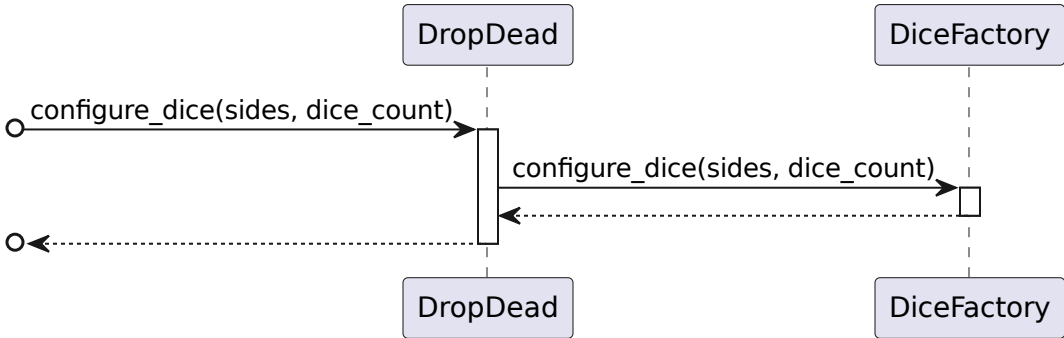 DropDead
DiceFactory
configure_dice(sides, dice_count)
configure_dice(sides, dice_count)
DropDead
DiceFactory